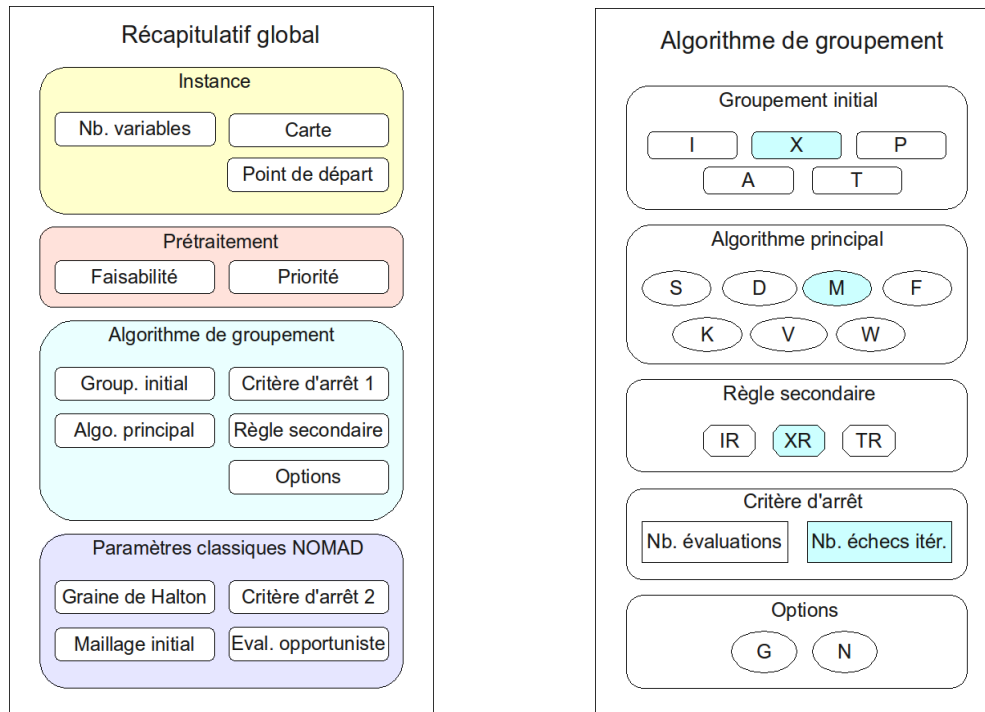 Récapitulatif global
Instance
Nb. variables
Carte
Point de départ
Prétraitement
Faisabilité
Priorité
Algorithme de groupement
Group. initial
Critère d'arrêt 1
Algo. principal
Règle secondaire
Options
Paramètres classiques NOMAD
Graine de Halton
Critère d'arrêt 2
Maillage initial
Eval. opportuniste
Algorithme de groupement
Groupement initial
I
X
P
A
T
Algorithme principal
S
D
M
F
K
V
W
Règle secondaire
IR
XR
TR
Critère d'arrêt
Nb. évaluations
Nb. échecs itér.
Options
G
N